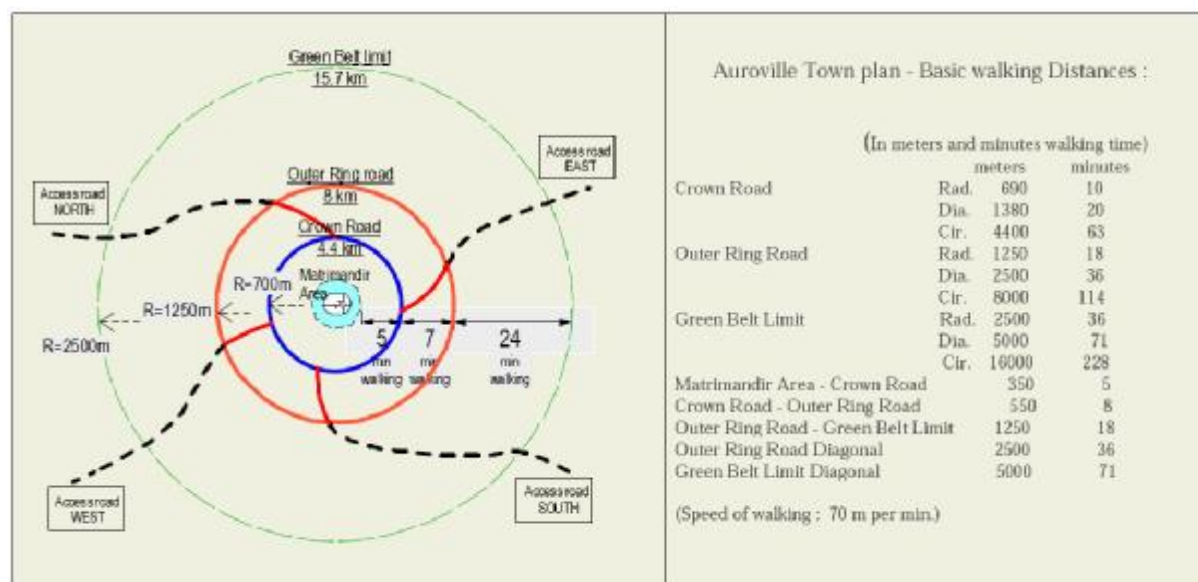 Green Belt limit
15.7 km
Access road
EAST
Outer Ring road
8 km
Access road
NORTH
Crown Road
4.4 km
Matrimandir
Area
R=700m
R=1250m
R=2500m
5
min
walking
7
min
walking
24
min
walking
Access road
WEST
Access road
SOUTH
Auroville Town plan - Basic walking Distances :
(In meters and minutes walking time)
meters minutes
Crown Road Rad. 690 10
Dia. 1380 20
Cir. 4400 63
Outer Ring Road Rad. 1250 18
Dia. 2500 36
Cir. 8000 114
Green Belt Limit Rad. 2500 36
Dia. 5000 71
Cir. 16000 228
Matrimandir Area - Crown Road 350 5
Crown Road - Outer Ring Road 550 8
Outer Ring Road - Green Belt Limit 1250 18
Outer Ring Road Diagonal 2500 36
Green Belt Limit Diagonal 5000 71
(Speed of walking : 70 m per min.)